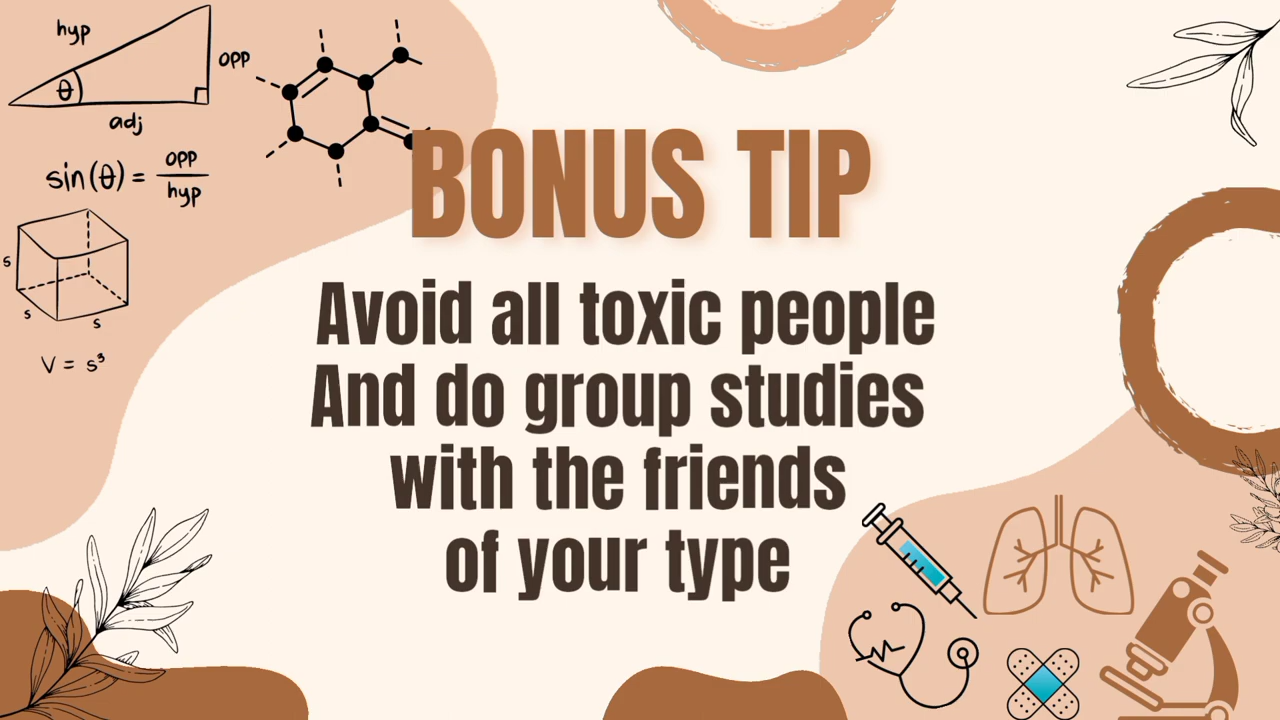 hyp
opp
θ
adj
sin(θ) = opp
hyp
s
s
s
V = s³
BONUS TIP
Avoid all toxic people
And do group studies
with the friends
of your type